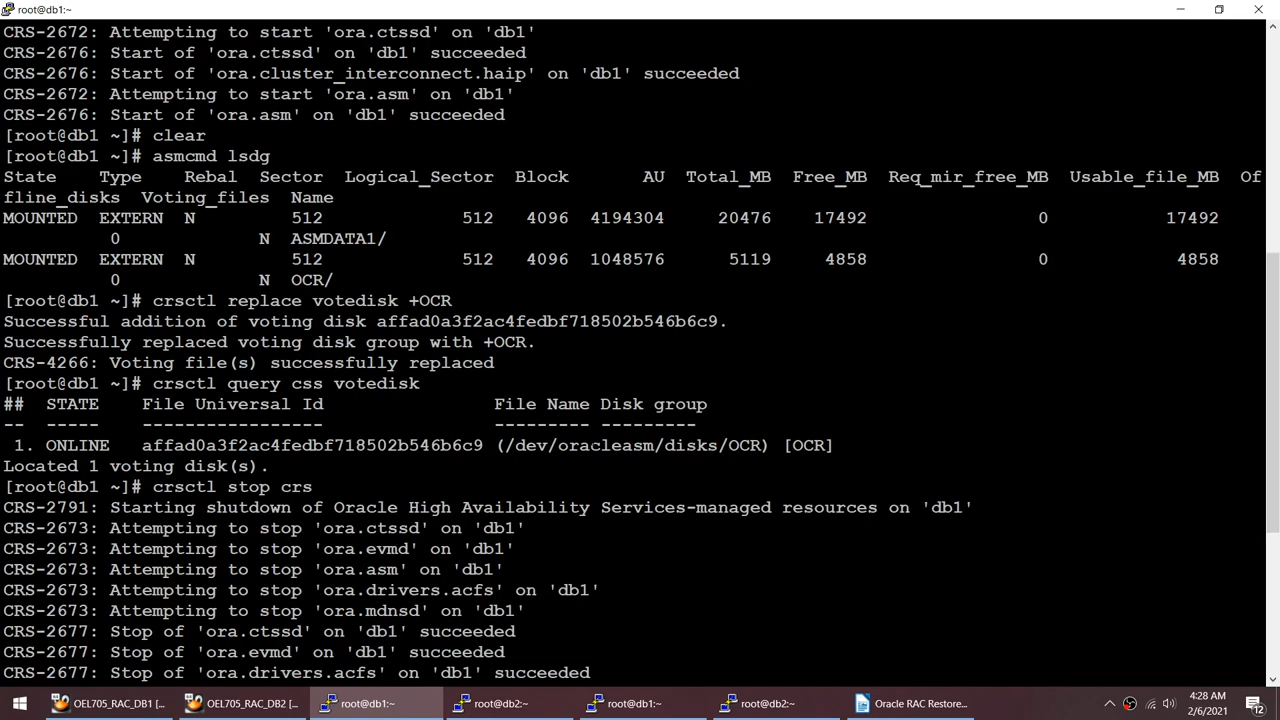 root@db1:~
CRS-2672: Attempting to start 'ora.ctssd' on 'db1'
CRS-2676: Start of 'ora.ctssd' on 'db1' succeeded
CRS-2676: Start of 'ora.cluster_interconnect.haip' on 'db1' succeeded
CRS-2672: Attempting to start 'ora.asm' on 'db1'
CRS-2676: Start of 'ora.asm' on 'db1' succeeded
[root@db1 ~]# clear
[root@db1 ~]# asmcmd lsdg
State    Type    Rebal  Sector  Logical_Sector  Block       AU  Total_MB  Free_MB  Req_mir_free_MB  Usable_file_MB  Of
fline_disks  Voting_files  Name
MOUNTED  EXTERN  N         512             512   4096  4194304     20476    17492                0           17492
          0             N  ASMDATA1/
MOUNTED  EXTERN  N         512             512   4096  1048576      5119     4858                0            4858
          0             N  OCR/
[root@db1 ~]# crsctl replace votedisk +OCR
Successful addition of voting disk affad0a3f2ac4fedbf718502b546b6c9.
Successfully replaced voting disk group with +OCR.
CRS-4266: Voting file(s) successfully replaced
[root@db1 ~]# crsctl query css votedisk
##  STATE    File Universal Id                File Name Disk group
--  -----    -----------------                --------- ---------
 1. ONLINE   affad0a3f2ac4fedbf718502b546b6c9 (/dev/oracleasm/disks/OCR) [OCR]
Located 1 voting disk(s).
[root@db1 ~]# crsctl stop crs
CRS-2791: Starting shutdown of Oracle High Availability Services-managed resources on 'db1'
CRS-2673: Attempting to stop 'ora.ctssd' on 'db1'
CRS-2673: Attempting to stop 'ora.evmd' on 'db1'
CRS-2673: Attempting to stop 'ora.asm' on 'db1'
CRS-2673: Attempting to stop 'ora.drivers.acfs' on 'db1'
CRS-2673: Attempting to stop 'ora.mdnsd' on 'db1'
CRS-2677: Stop of 'ora.ctssd' on 'db1' succeeded
CRS-2677: Stop of 'ora.evmd' on 'db1' succeeded
CRS-2677: Stop of 'ora.drivers.acfs' on 'db1' succeeded
OEL705_RAC_DB1 [... OEL705_RAC_DB2 [... root@db1:~ root@db2:~ root@db1:~ root@db2:~ Oracle RAC Restore... 4:28 AM
2/6/2021 12